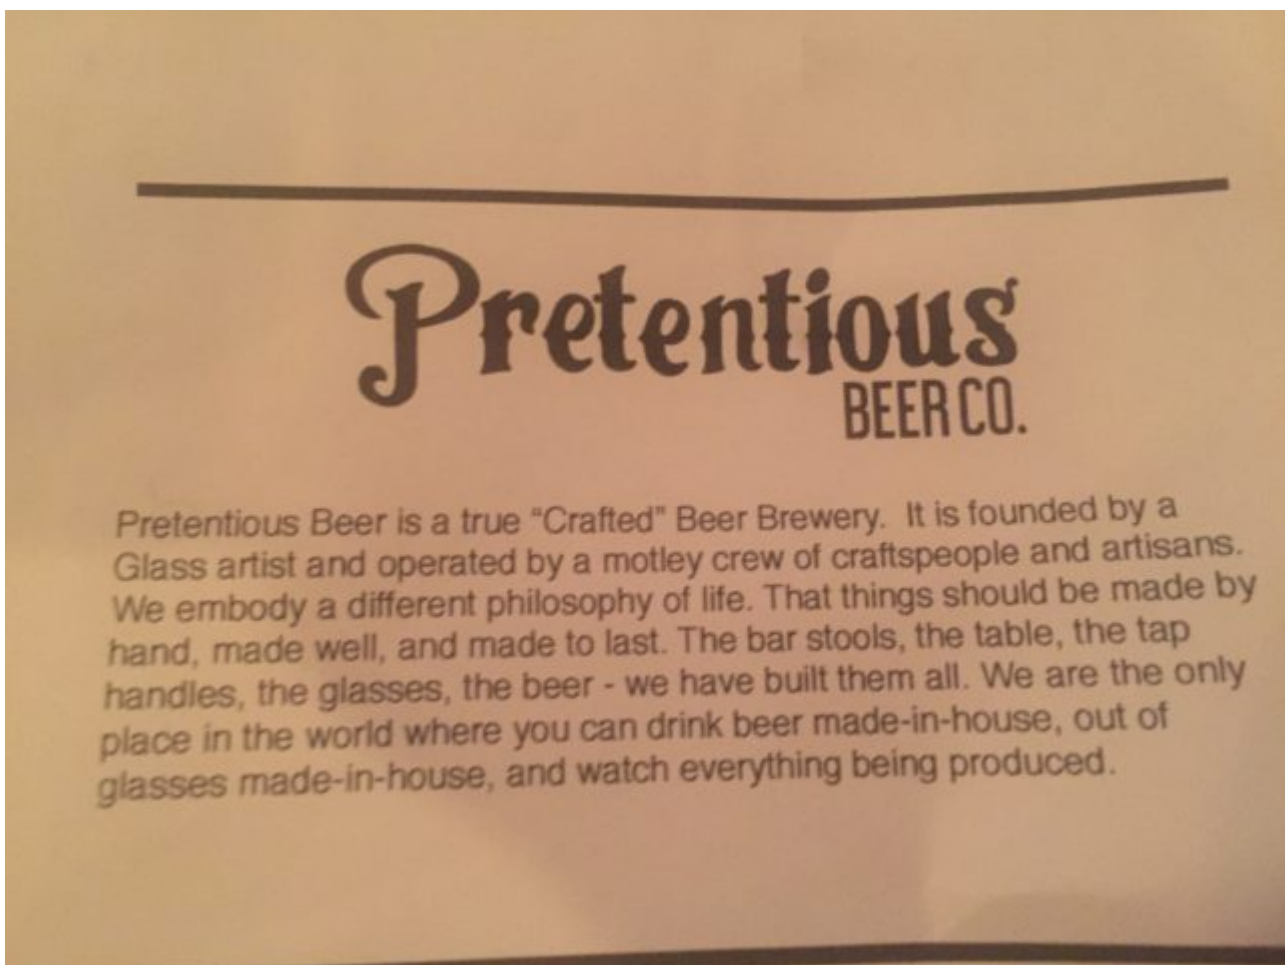 Pretentious
BEER CO.
Pretentious Beer is a true “Crafted” Beer Brewery.  It is founded by a
Glass artist and operated by a motley crew of craftspeople and artisans.
We embody a different philosophy of life. That things should be made by
hand, made well, and made to last. The bar stools, the table, the tap
handles, the glasses, the beer - we have built them all. We are the only
place in the world where you can drink beer made-in-house, out of
glasses made-in-house, and watch everything being produced.